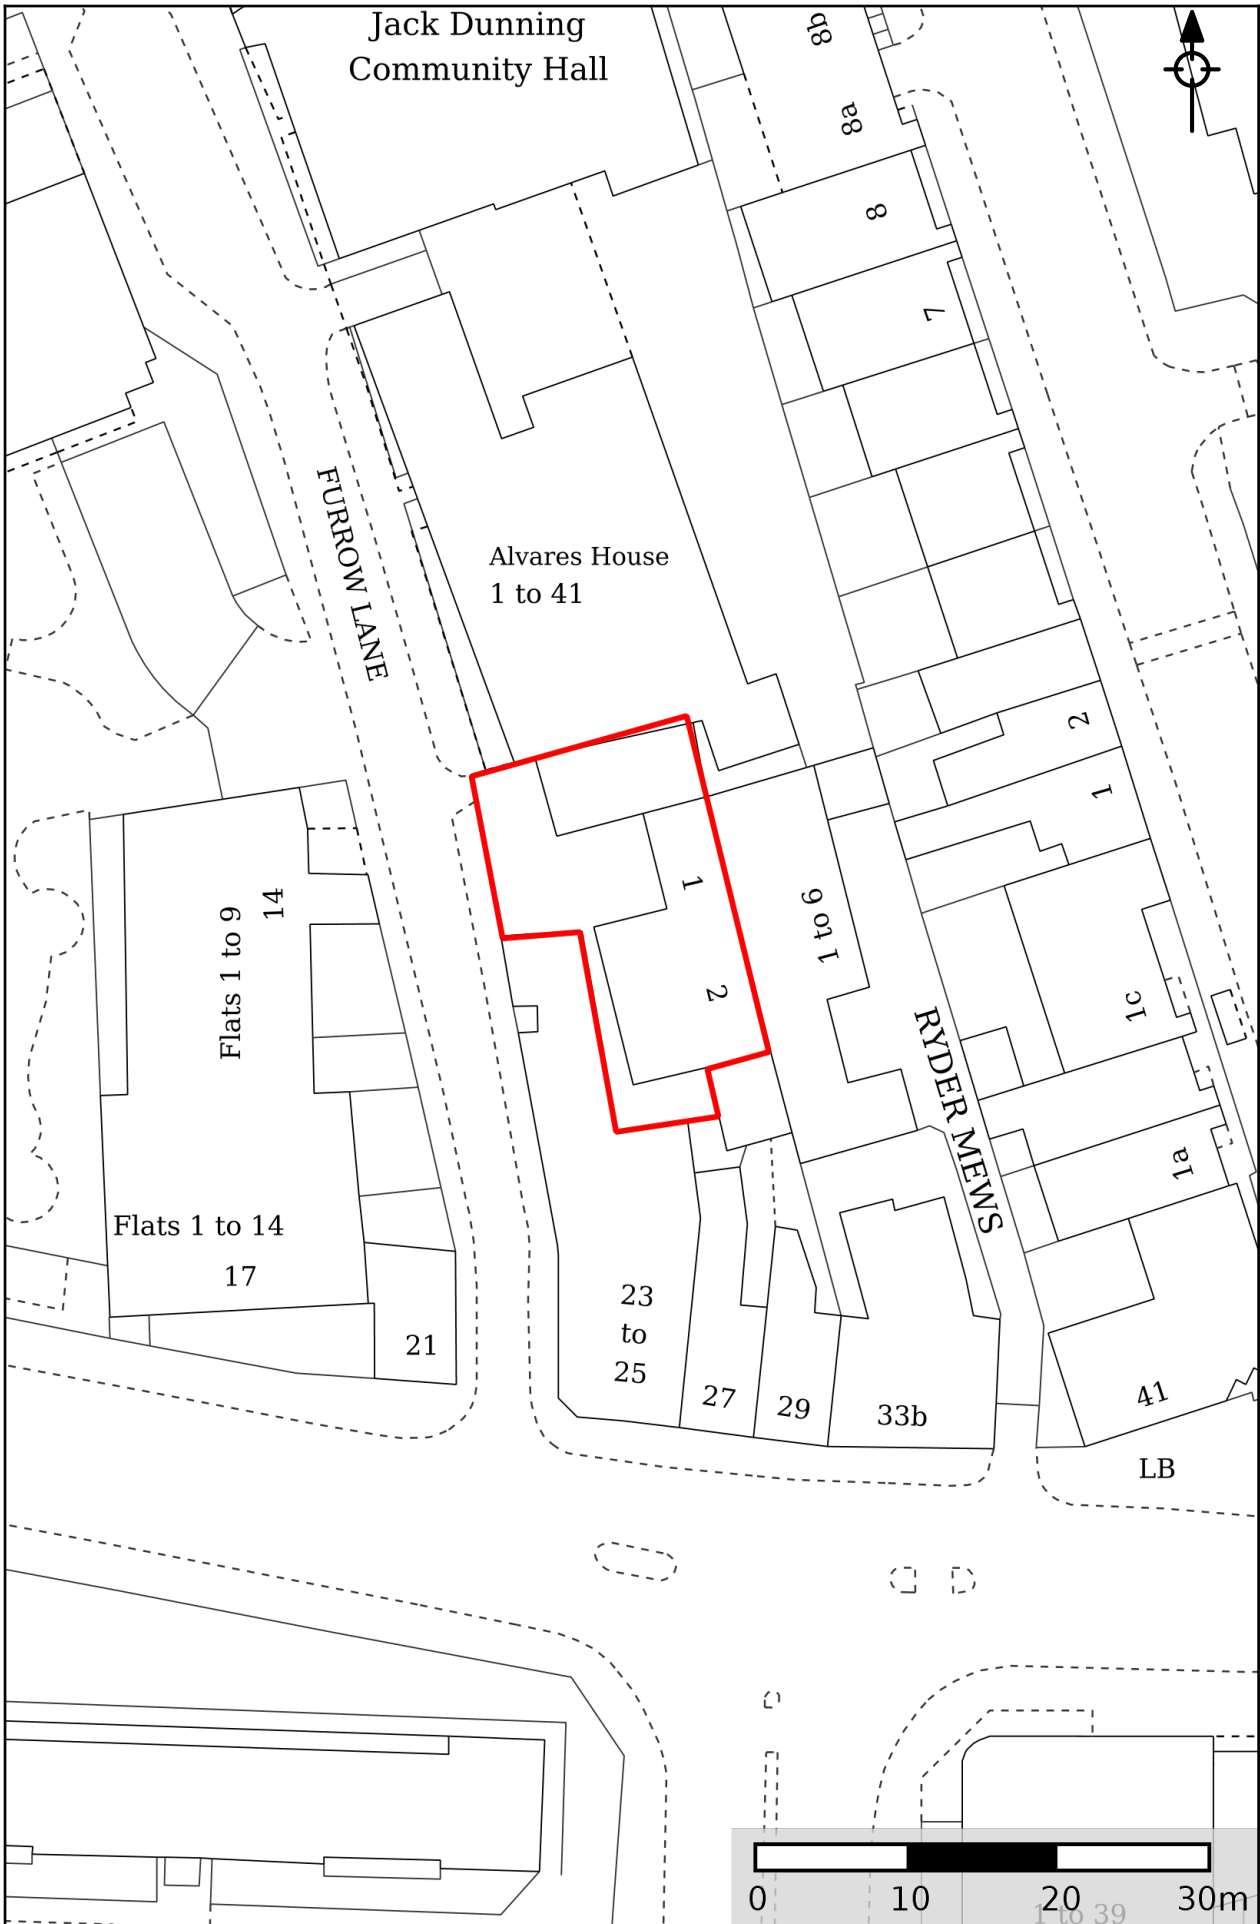 Jack Dunning
Community Hall
8b
8a
8
7
FURROW LANE
Alvares House
1 to 41
2
1
1
2
1 to 6
14
Flats 1 to 9
1c
RYDER MEWS
1a
Flats 1 to 14
17
21
23
to
25
27
29
33b
41
LB
0 10 20 30m
1 to 39